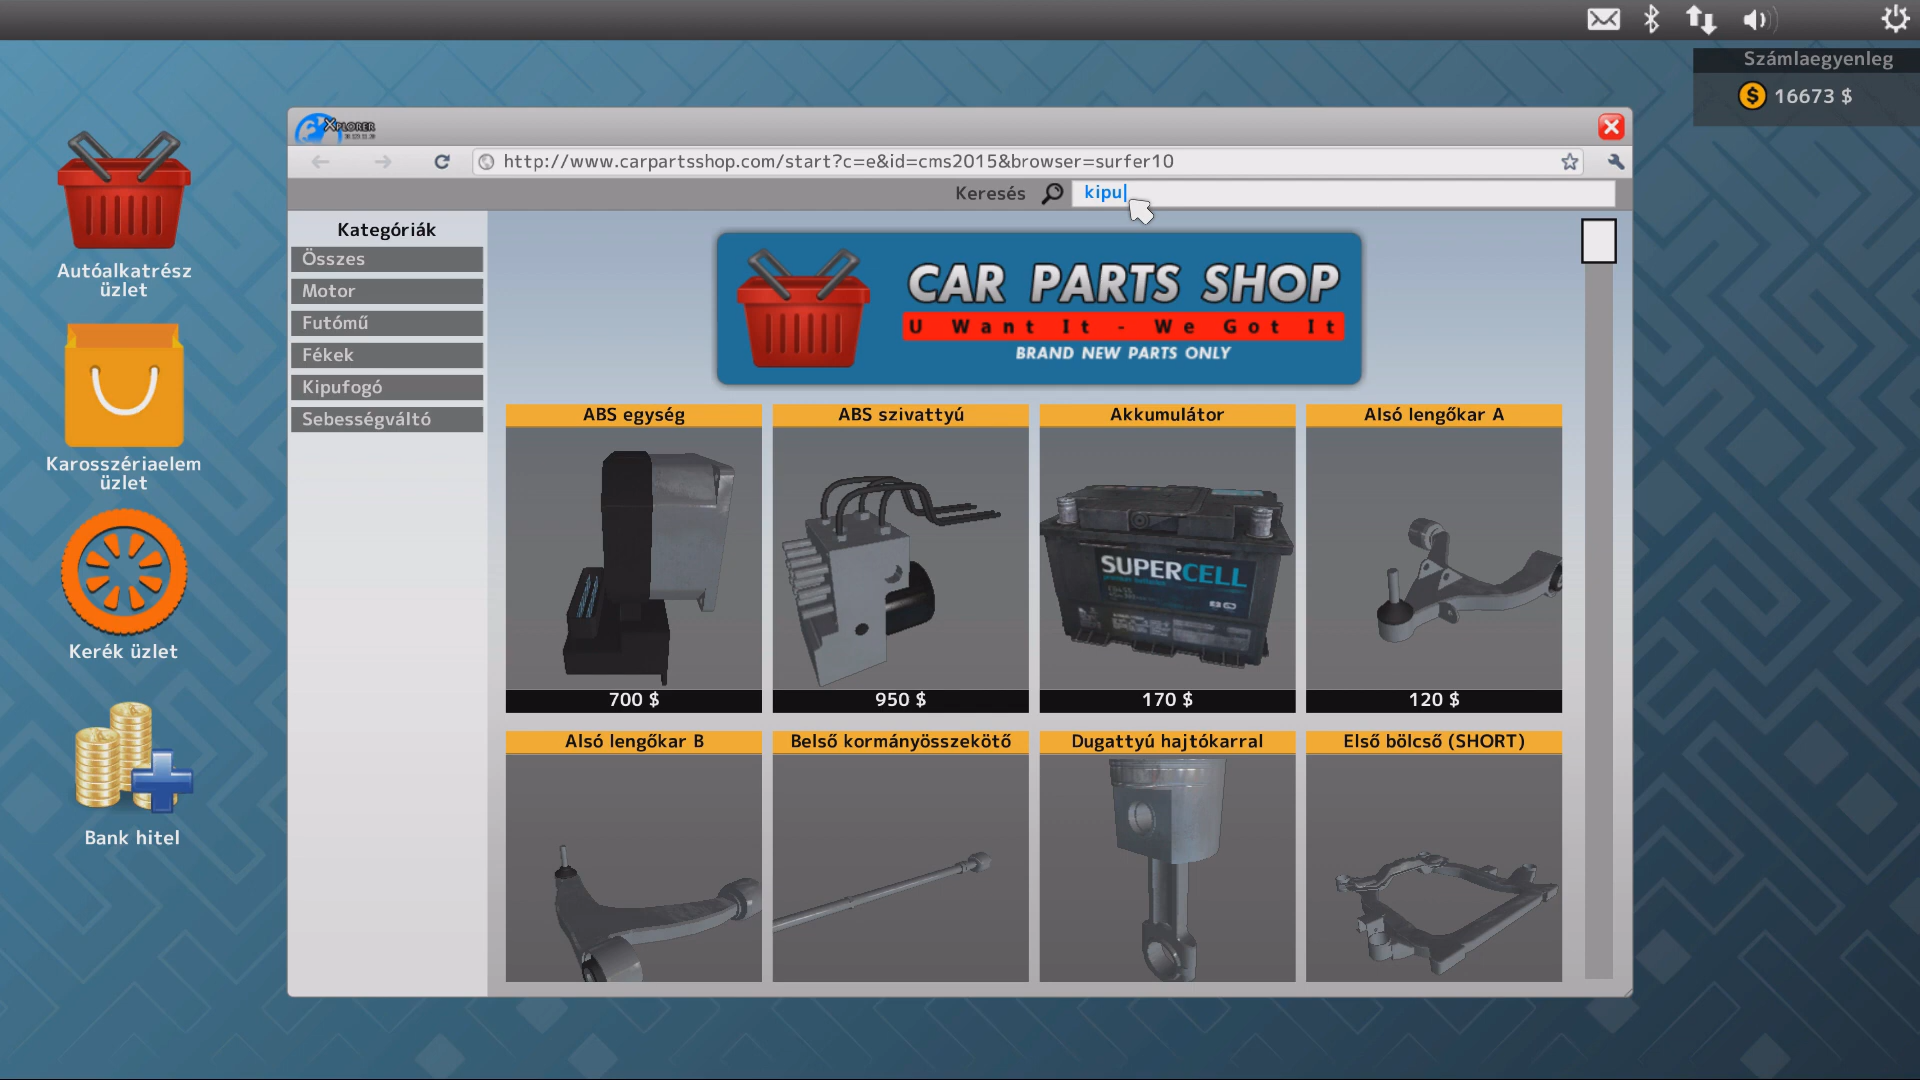 Számlaegyenleg
16673 $
XPLORER
http://www.carpartsshop.com/start?c=e&id=cms2015&browser=surfer10
Keresés
kipu
Kategóriák
Összes
Motor
Futómű
Fékek
Kipufogó
Sebességváltó
Autóalkatrész
üzlet
Karosszériaelem
üzlet
Kerék üzlet
Bank hitel
CAR PARTS SHOP
U Want It - We Got It
BRAND NEW PARTS ONLY
ABS egység
ABS szivattyú
Akkumulátor
Alsó lengőkar A
SUPERCELL
700 $
950 $
170 $
120 $
Alsó lengőkar B
Belső kormányösszekötő
Dugattyú hajtókarral
Első bölcső (SHORT)